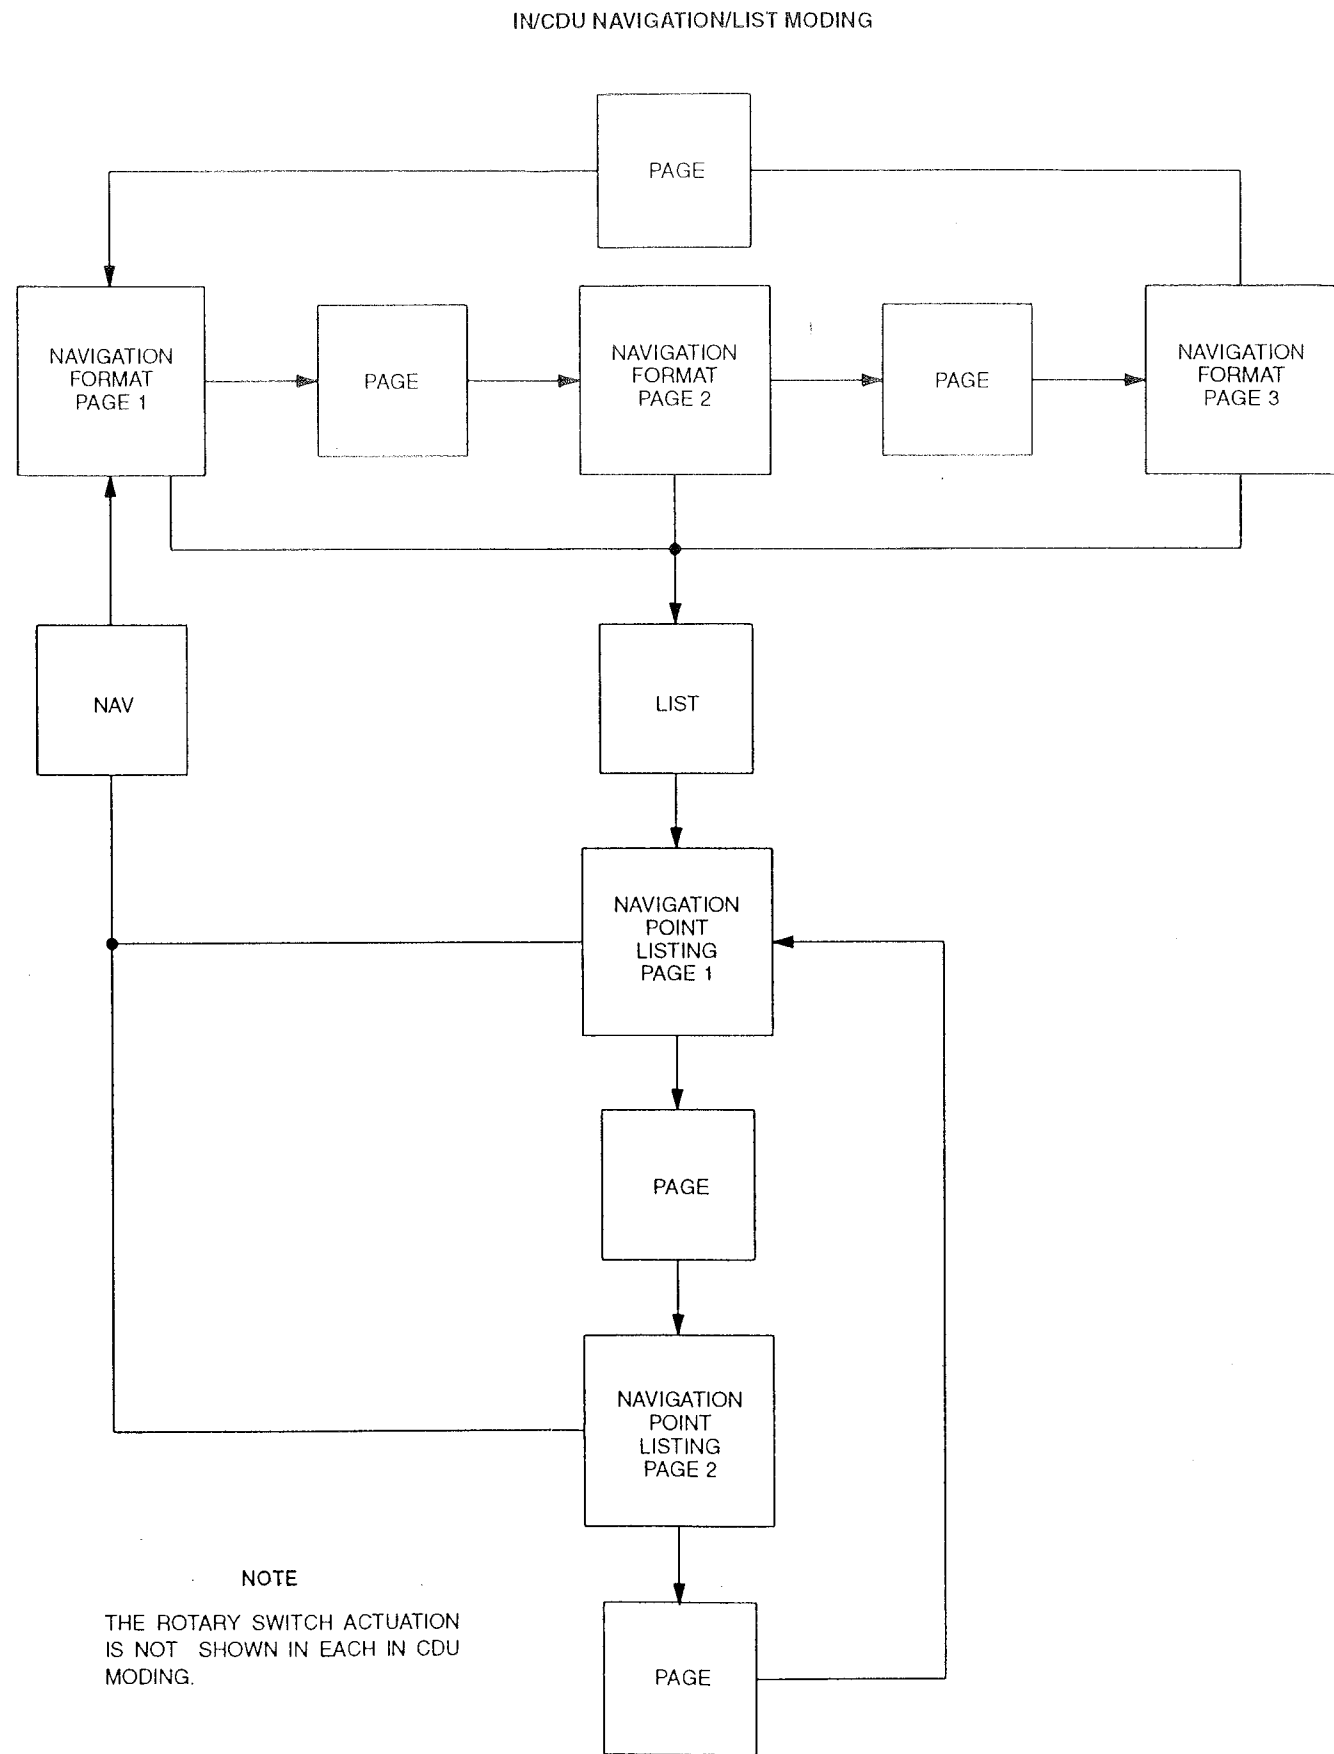 IN/CDU NAVIGATION/LIST MODING
PAGE
NAVIGATION
FORMAT
PAGE 1
PAGE
NAVIGATION
FORMAT
PAGE 2
PAGE
NAVIGATION
FORMAT
PAGE 3
NAV
LIST
NAVIGATION
POINT
LISTING
PAGE 1
PAGE
NAVIGATION
POINT
LISTING
PAGE 2
NOTE
THE ROTARY SWITCH ACTUATION
IS NOT SHOWN IN EACH IN CDU
MODING.
PAGE